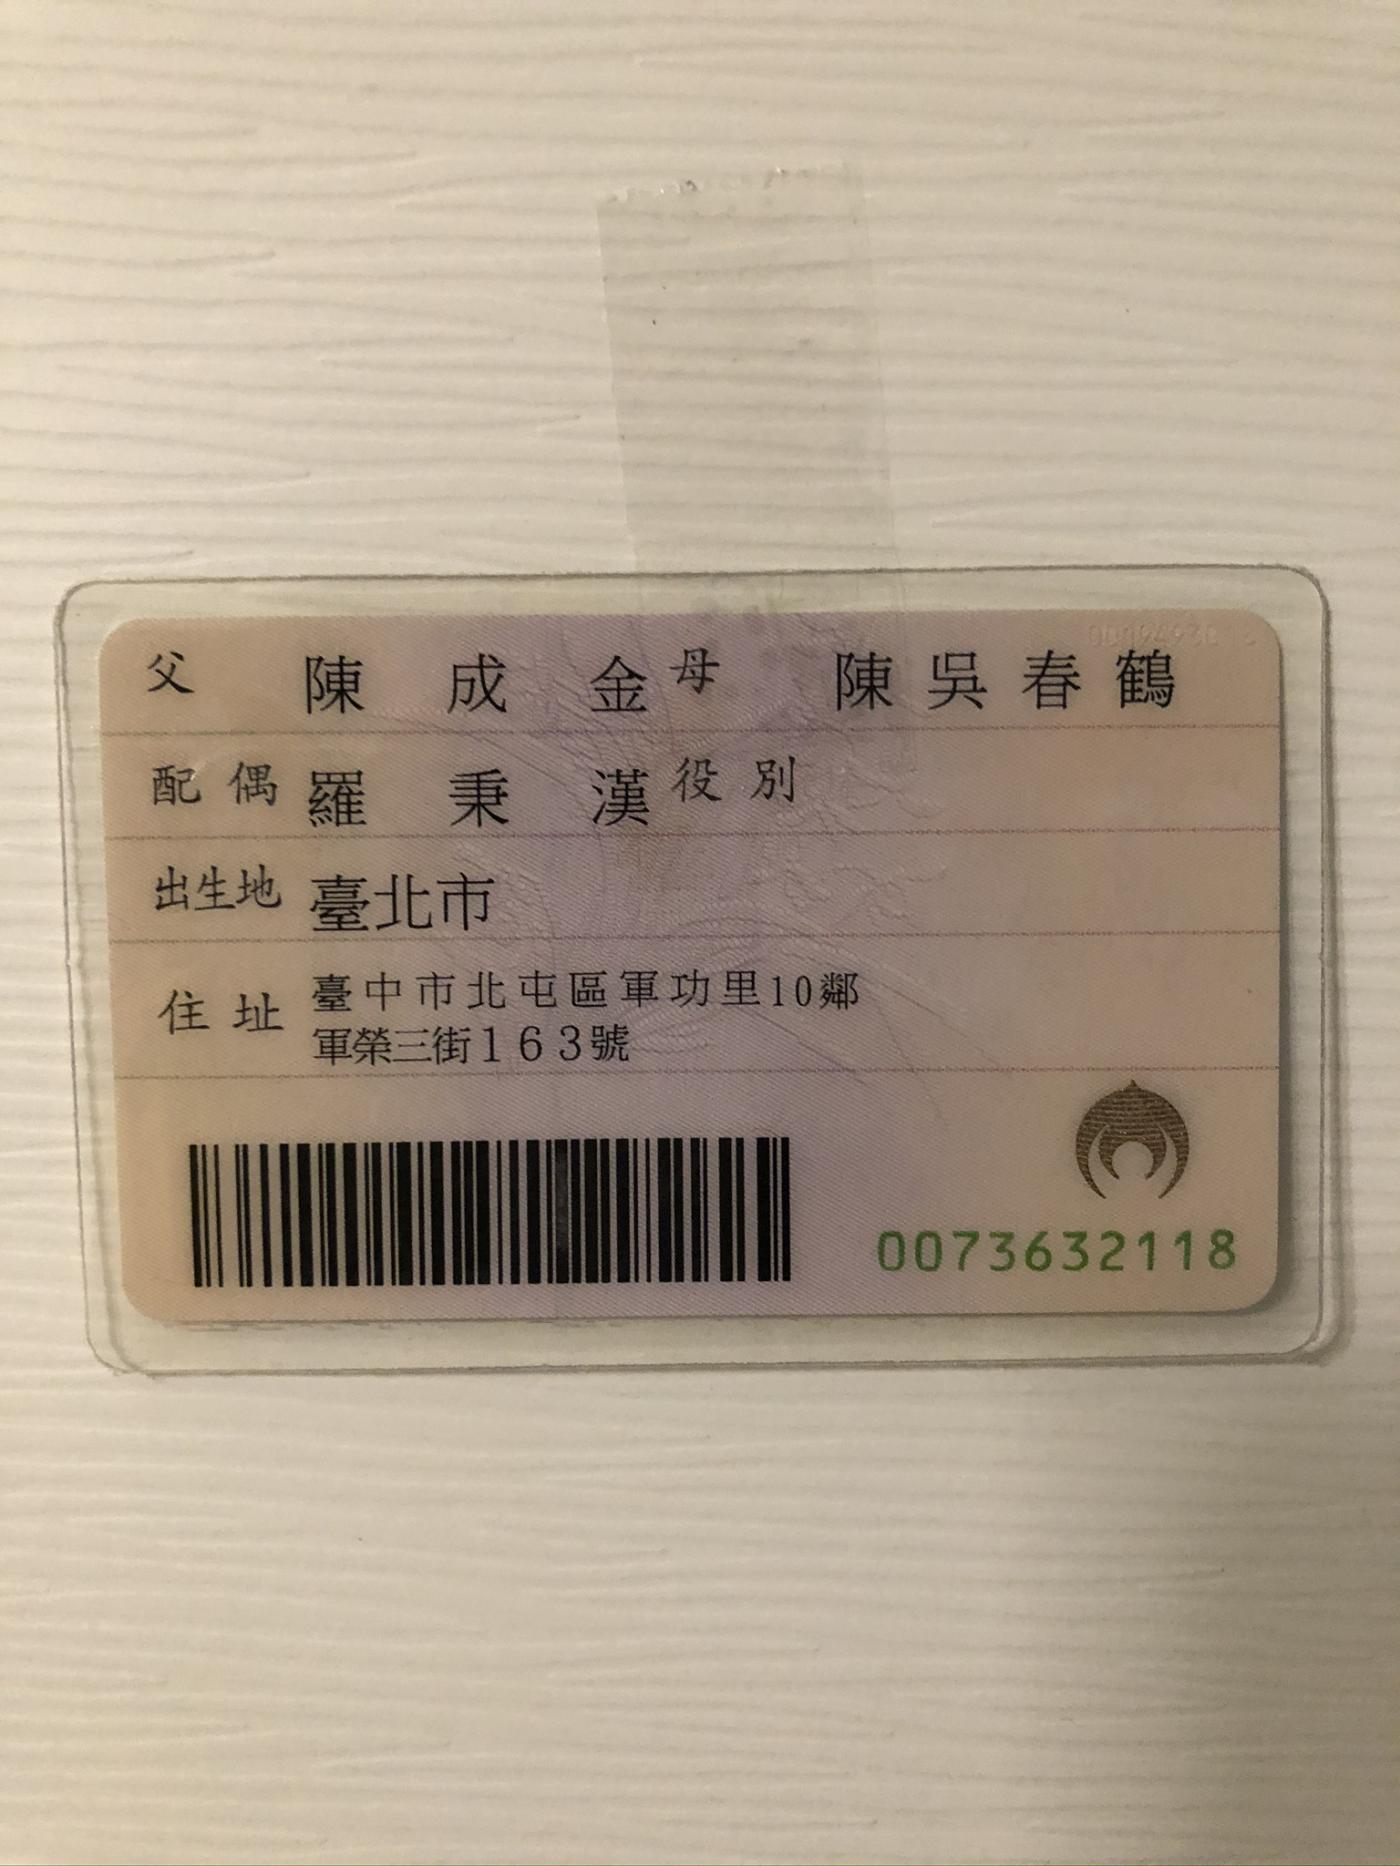 父 陳成金 母 陳吳春鶴
配偶 羅秉漢 役別
出生地 臺北市
住址 臺中市北屯區軍功里10鄰
軍榮三街163號
0073632118